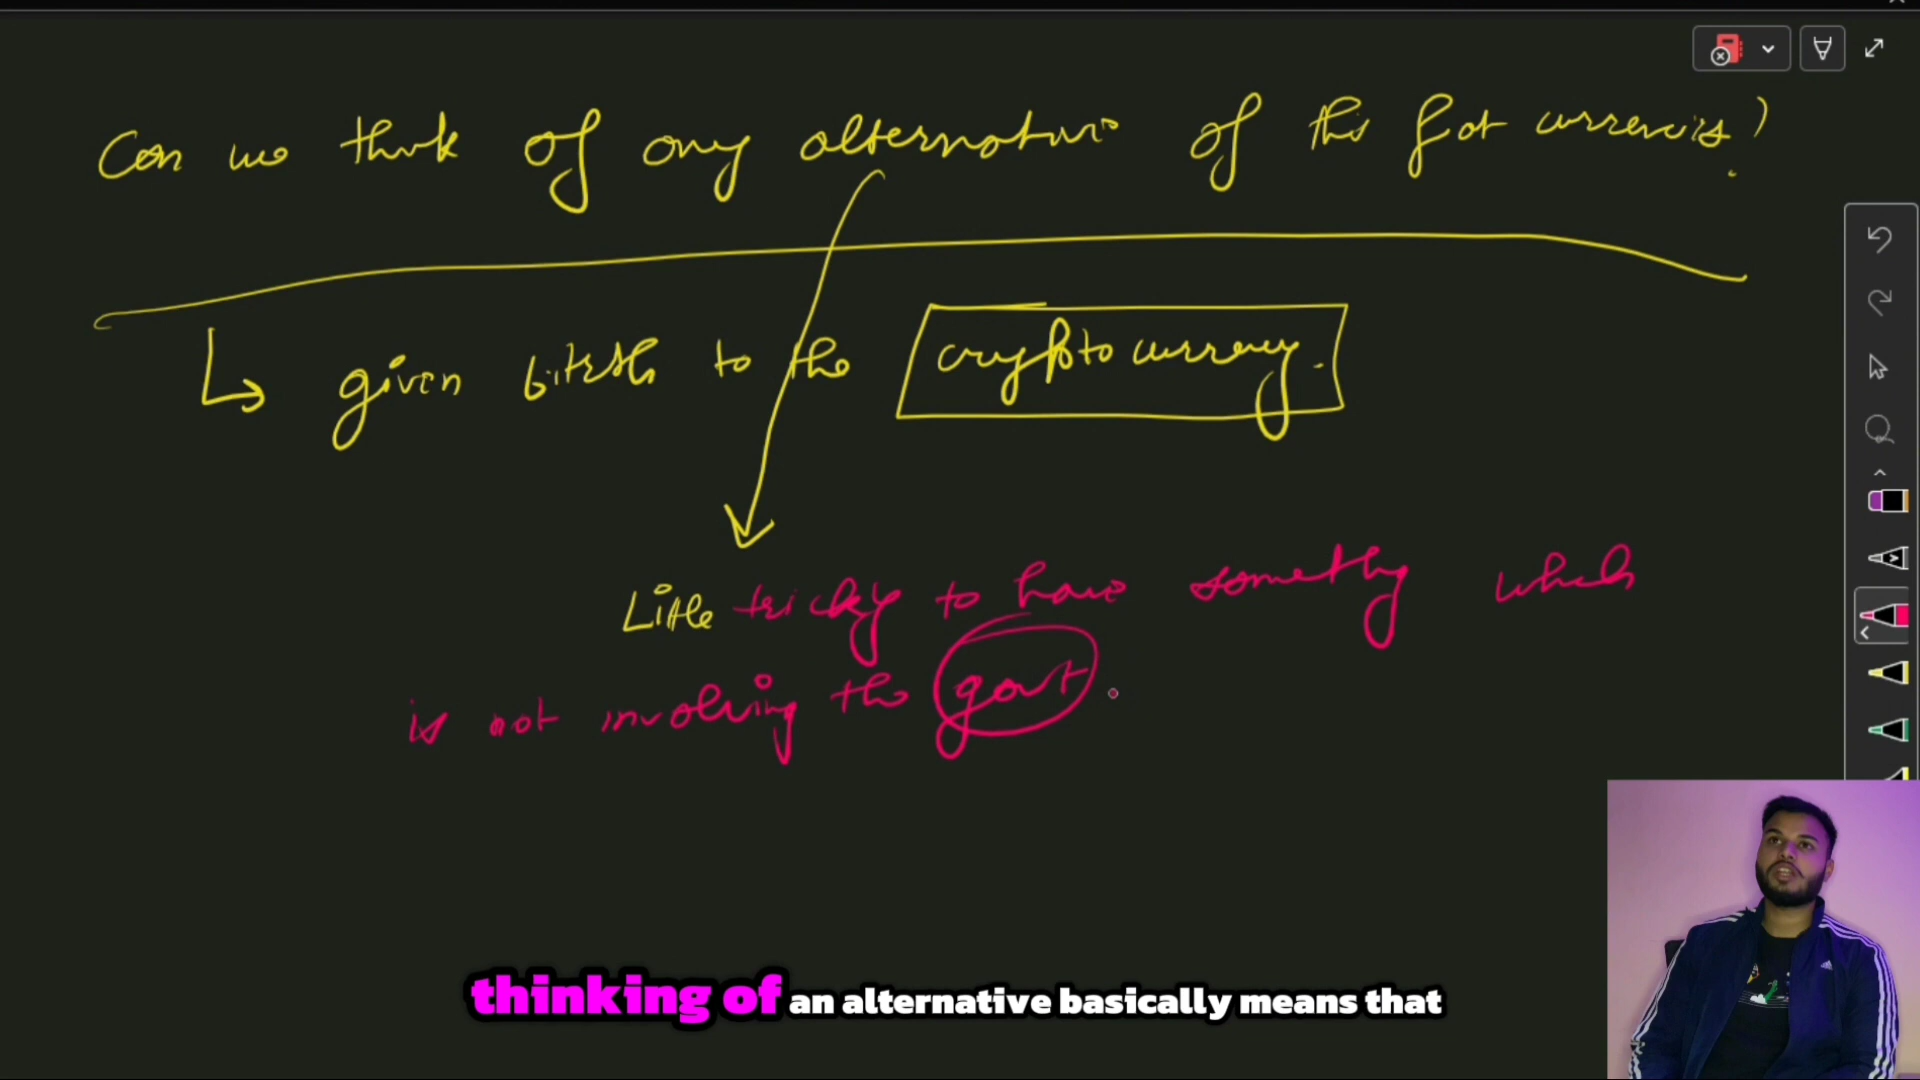 Can we think of any alternative of this fiat currencies?
given birth to the cryptocurrency.
Little tricky to have something which
is not involving the govt.
thinking of an alternative basically means that